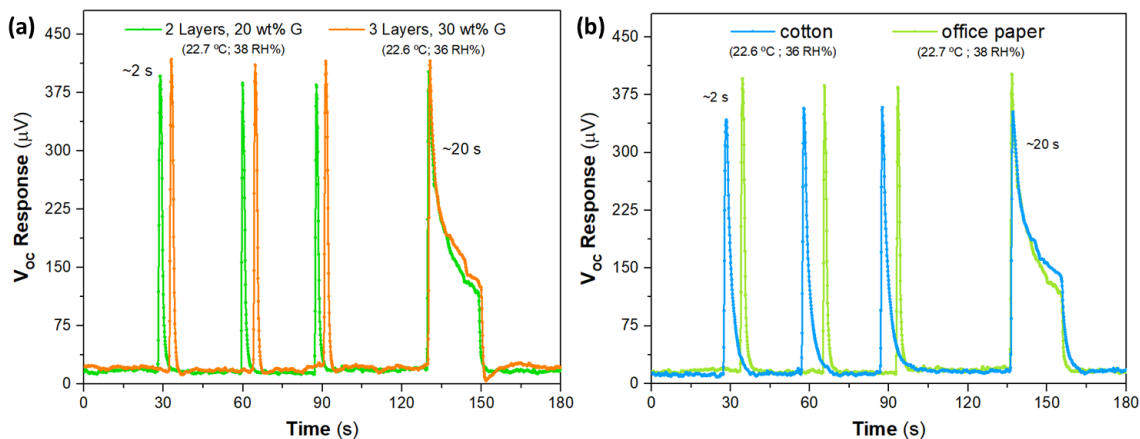 (a)
2 Layers, 20 wt% G
3 Layers, 30 wt% G
(22.7 ºC; 38 RH%)
(22.6 ºC; 36 RH%)
~2 s
~20 s
450
375
300
225
150
75
0
V_OC Response (µV)
0
30
60
90
120
150
180
Time (s)
(b)
cotton
office paper
(22.6 ºC ; 36 RH%)
(22.7 ºC ; 38 RH%)
~2 s
~20 s
450
375
300
225
150
75
0
V_OC Response (µV)
0
30
60
90
120
150
180
Time (s)